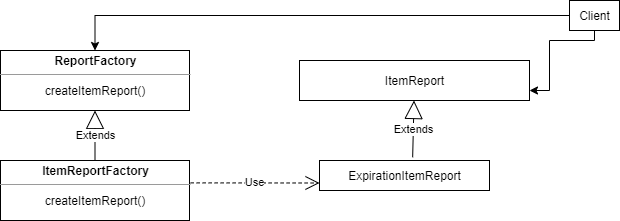 Client
ReportFactory
createItemReport()
ItemReport
Extends
Extends
ItemReportFactory
createItemReport()
Use
ExpirationItemReport